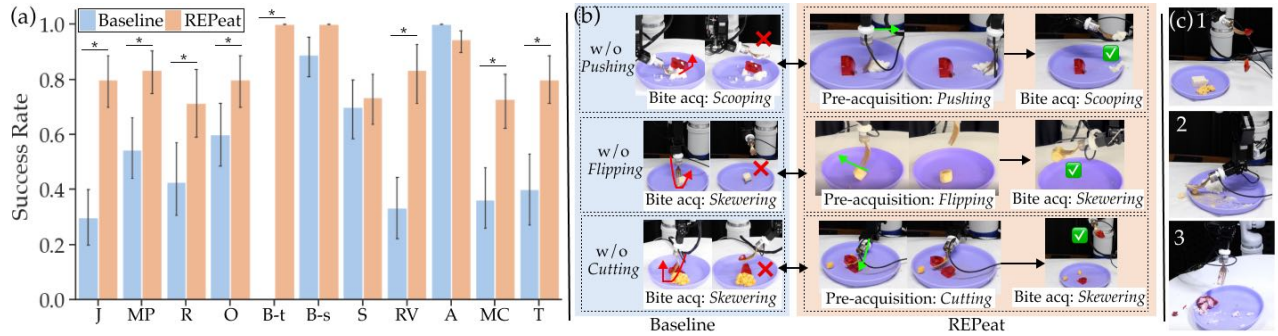 (a)
Baseline
REPeat
Success Rate
1.0
0.8
0.6
0.4
0.2
0.0
* * * * * * * *
J MP R O B-t B-s S RV A MC T
(b)
w/o
Pushing
Bite acq: Scooping
Pre-acquisition: Pushing
Bite acq: Scooping
w/o
Flipping
Bite acq: Skewering
Pre-acquisition: Flipping
Bite acq: Skewering
w/o
Cutting
Bite acq: Skewering
Pre-acquisition: Cutting
Bite acq: Skewering
Baseline
REPeat
(c)
1
2
3